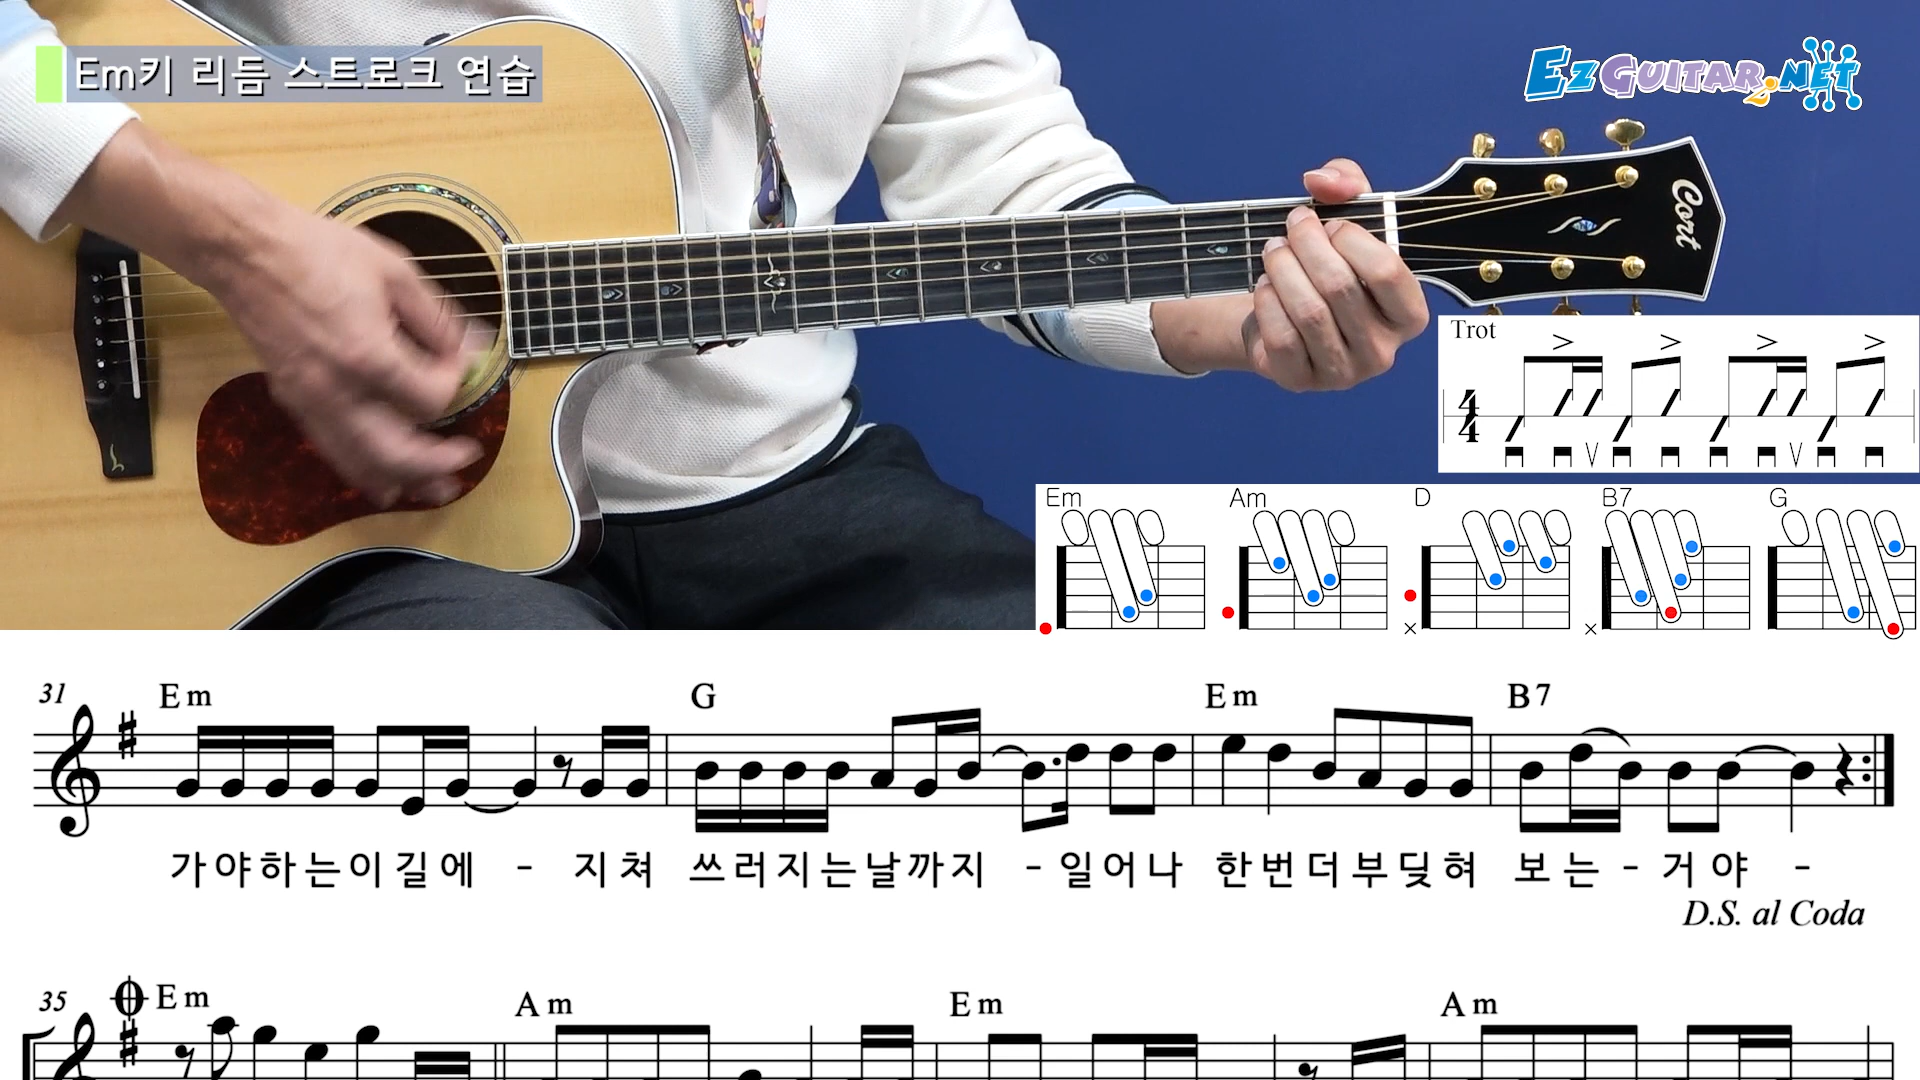 Em키 리듬 스트로크 연습
EzGUITAR2.NET
Cort
Trot
4
4
Em Am D B7 G
31 Em G Em B7
가야하는이길에 - 지쳐 쓰러지는날까지 - 일어나 한번더부딪혀 보는 - 거야 -
D.S. al Coda
35 Em Am Em Am